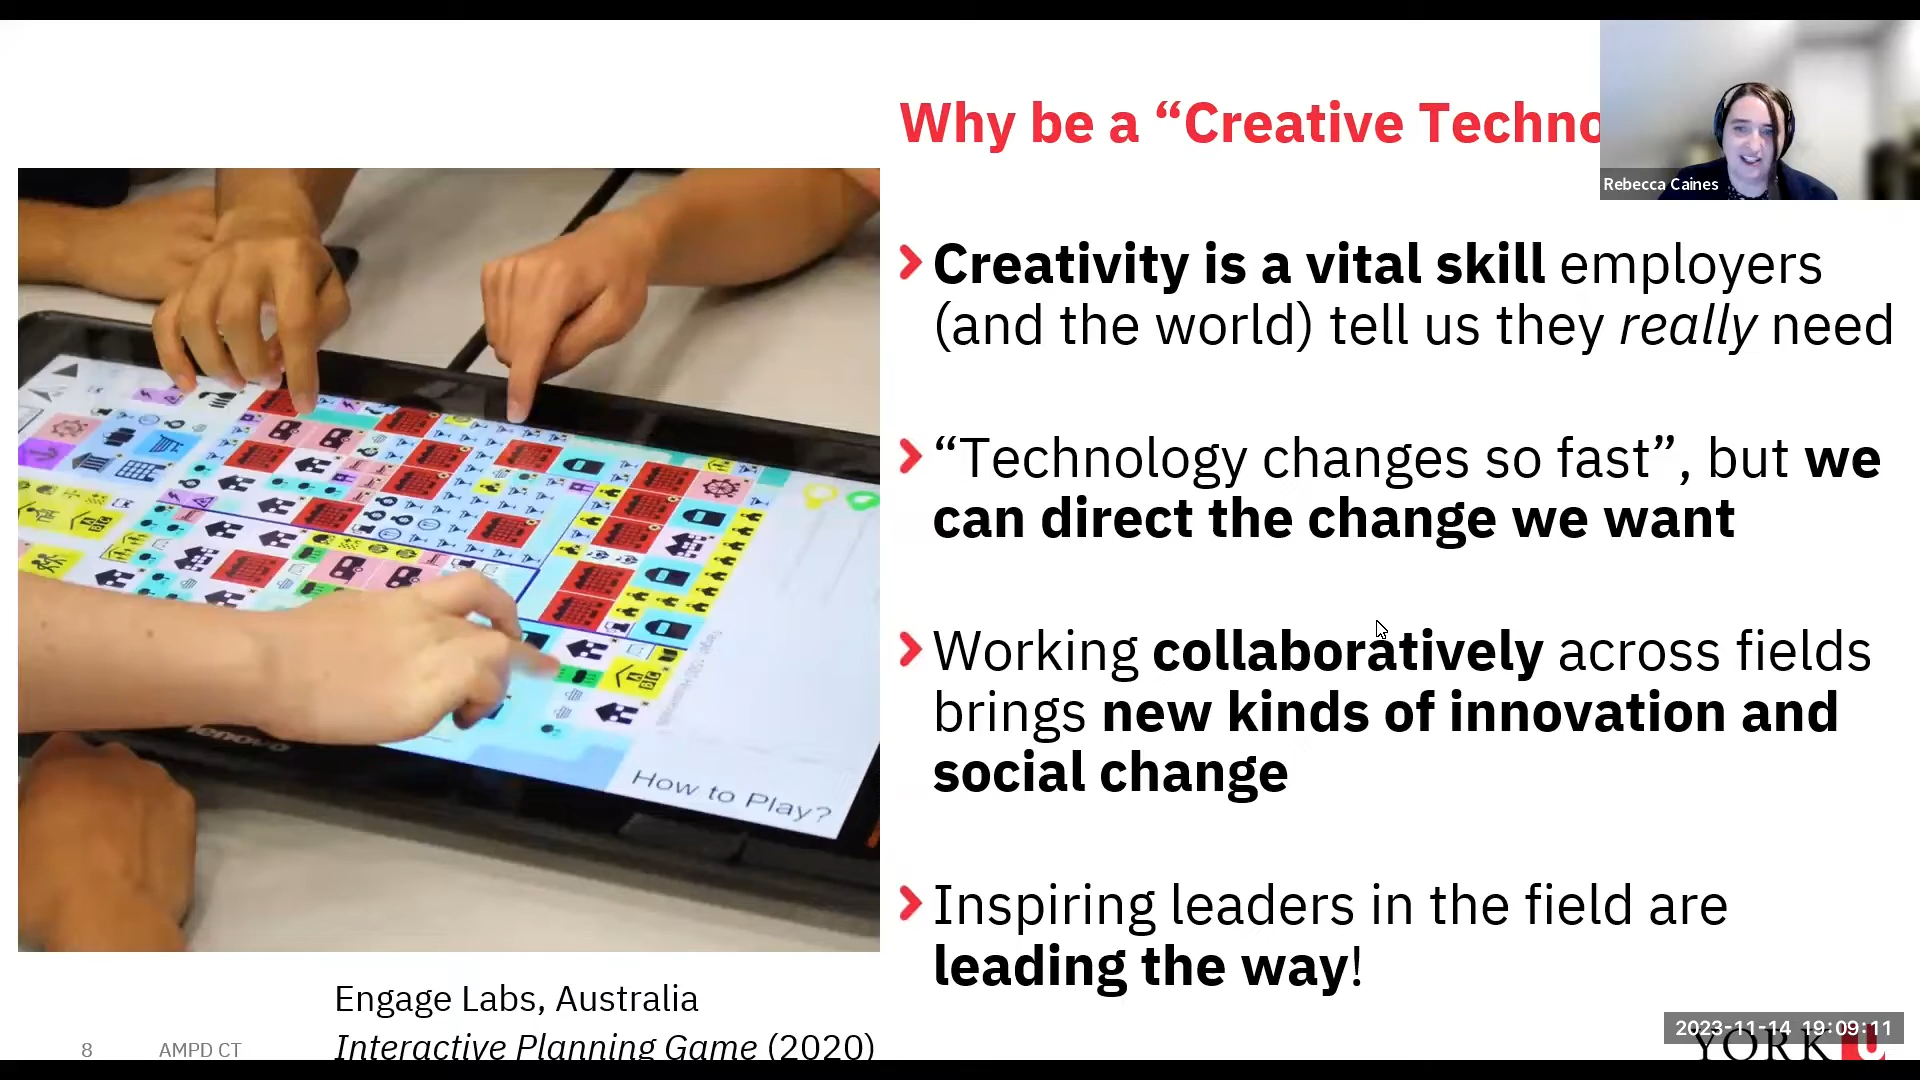 Why be a “Creative Techno
Rebecca Caines
Creativity is a vital skill employers
(and the world) tell us they really need
“Technology changes so fast”, but we
can direct the change we want
Working collaboratively across fields
brings new kinds of innovation and
social change
Inspiring leaders in the field are
leading the way!
lenovo
How to Play?
Engage Labs, Australia
Interactive Planning Game (2020)
8 AMPD CT
2023-11-14 19:09:11
YORK U